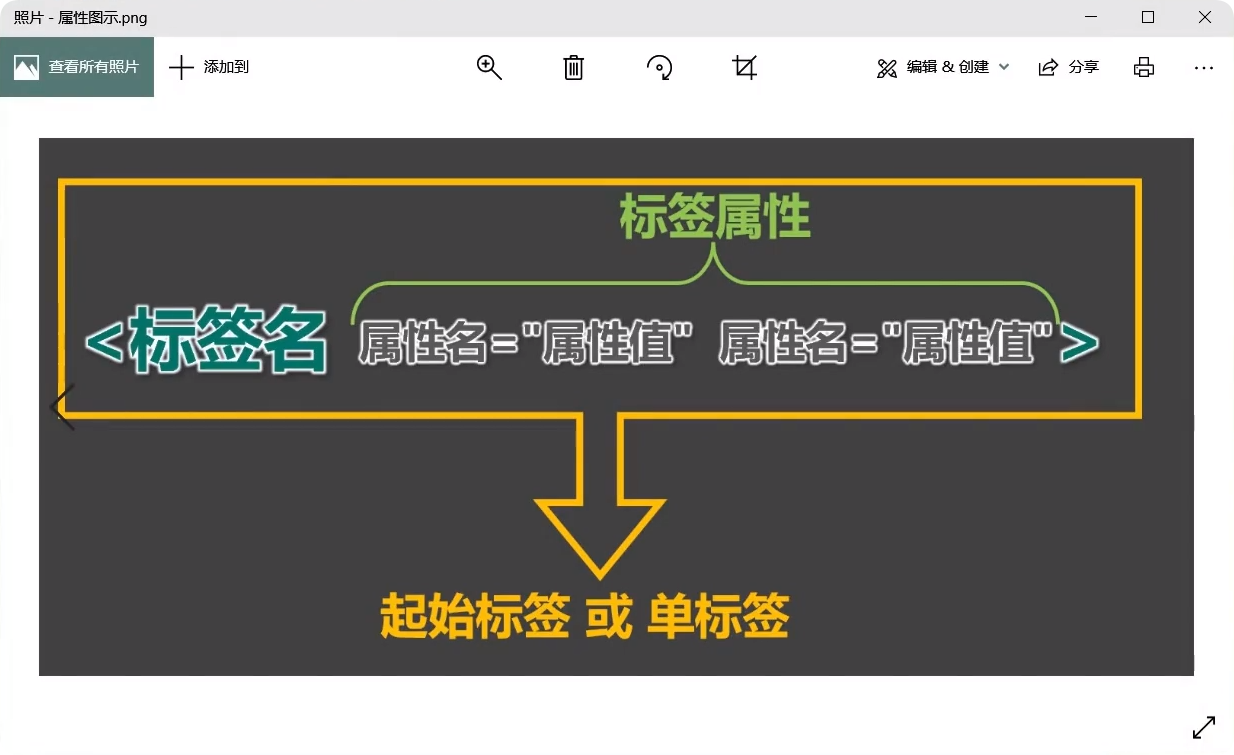 照片 - 属性图示.png
查看所有照片 添加到 编辑 & 创建 分享
标签属性
<标签名 属性名="属性值" 属性名="属性值">
起始标签 或 单标签